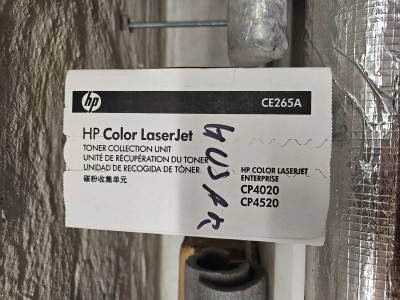 hp
CE265A
HP Color LaserJet
TONER COLLECTION UNIT
UNITÉ DE RÉCUPÉRATION DU TONER
UNIDAD DE RECOGIDA DE TÓNER
碳粉收集单元
HP COLOR LASERJET
ENTERPRISE
CP4020
CP4520